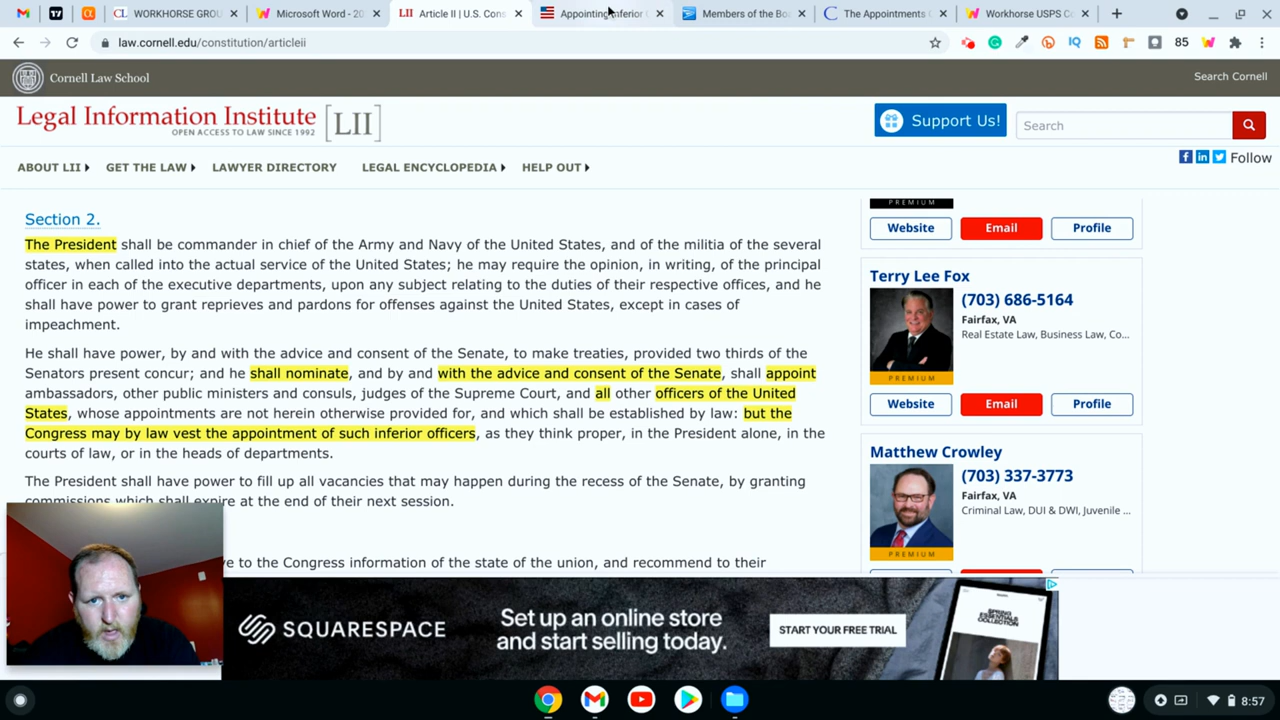 WORKHORSE GROU
Microsoft Word - 20
Article II | U.S. Cons
Appointing Inferior
Members of the Bo
The Appointments
Workhorse USPS Co
law.cornell.edu/constitution/articleii
85
Cornell Law School
Search Cornell
Legal Information Institute [LII]
OPEN ACCESS TO LAW SINCE 1992
Support Us!
Search
ABOUT LII
GET THE LAW
LAWYER DIRECTORY
LEGAL ENCYCLOPEDIA
HELP OUT
Follow
Section 2.
The President shall be commander in chief of the Army and Navy of the United States, and of the militia of the several
states, when called into the actual service of the United States; he may require the opinion, in writing, of the principal
officer in each of the executive departments, upon any subject relating to the duties of their respective offices, and he
shall have power to grant reprieves and pardons for offenses against the United States, except in cases of
impeachment.
He shall have power, by and with the advice and consent of the Senate, to make treaties, provided two thirds of the
Senators present concur; and he shall nominate, and by and with the advice and consent of the Senate, shall appoint
ambassadors, other public ministers and consuls, judges of the Supreme Court, and all other officers of the United
States, whose appointments are not herein otherwise provided for, and which shall be established by law: but the
Congress may by law vest the appointment of such inferior officers, as they think proper, in the President alone, in the
courts of law, or in the heads of departments.
The President shall have power to fill up all vacancies that may happen during the recess of the Senate, by granting
commissions which shall expire at the end of their next session.
ve to the Congress information of the state of the union, and recommend to their
PREMIUM
Website
Email
Profile
Terry Lee Fox
(703) 686-5164
Fairfax, VA
Real Estate Law, Business Law, Co...
PREMIUM
Website
Email
Profile
Matthew Crowley
(703) 337-3773
Fairfax, VA
Criminal Law, DUI & DWI, Juvenile ...
PREMIUM
SQUARESPACE
Set up an online store
and start selling today.
START YOUR FREE TRIAL
SPRING
ESSENTIALS
COLLECTION
8:57